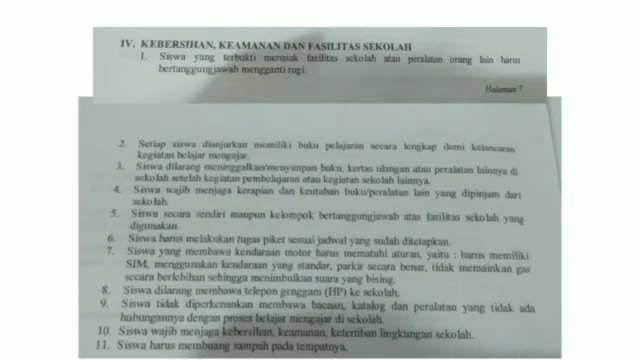 IV. KEBERSIHAN, KEAMANAN DAN FASILITAS SEKOLAH
1. Siswa yang terbukti merusak fasilitas sekolah atau peralatan orang lain harus
bertanggungjawab mengganti rugi.
Halaman 7
2. Setiap siswa dianjurkan memiliki buku pelajaran secara lengkap demi kelancaran
kegiatan belajar mengajar.
3. Siswa dilarang meninggalkan/menyimpan buku, kertas ulangan atau peralatan lainnya di
sekolah setelah kegiatan pembelajaran atau kegiatan sekolah lainnya.
4. Siswa wajib menjaga kerapian dan keutuhan buku/peralatan lain yang dipinjam dari
sekolah.
5. Siswa secara sendiri maupun kelompok bertanggungjawab atas fasilitas sekolah yang
digunakan.
6. Siswa harus melakukan tugas piket sesuai jadwal yang sudah ditetapkan.
7. Siswa yang membawa kendaraan motor harus mematuhi aturan, yaitu : harus memiliki
SIM, menggunakan kendaraan yang standar, parkir secara benar, tidak memainkan gas
secara berlebihan sehingga menimbulkan suara yang bising.
8. Siswa dilarang membawa telepon genggam (HP) ke sekolah.
9. Siswa tidak diperkenankan membawa bacaan, katalog dan peralatan yang tidak ada
hubungannya dengan proses belajar mengajar di sekolah.
10. Siswa wajib menjaga kebersihan, keamanan, ketertiban lingkungan sekolah.
11. Siswa harus membuang sampah pada tempatnya.